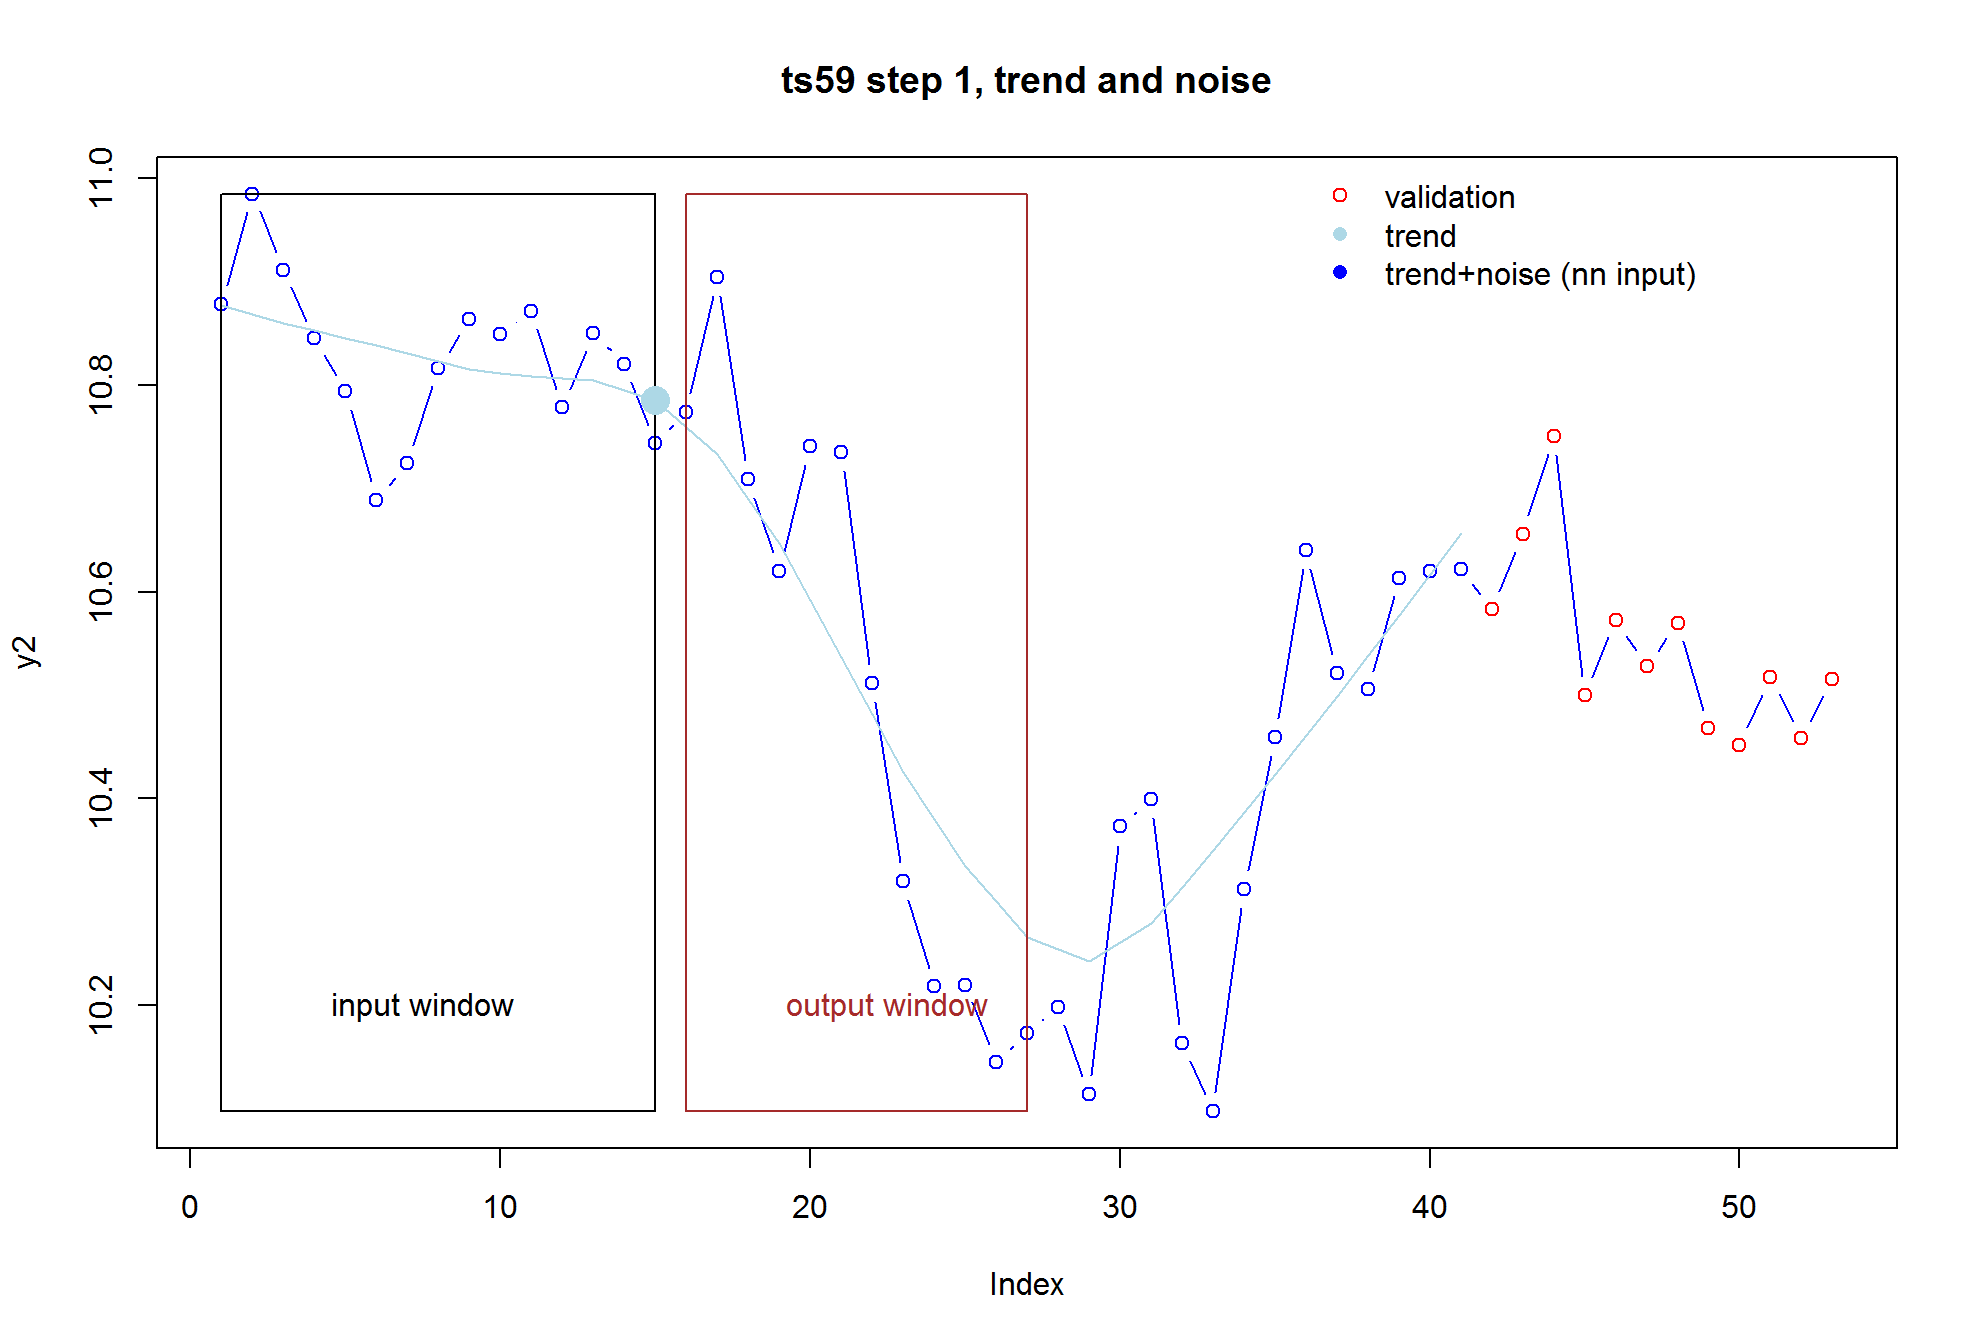 ts59 step 1, trend and noise
validation
trend
trend+noise (nn input)
11.0
10.8
10.6
10.4
10.2
y2
input window
output window
0 10 20 30 40 50
Index